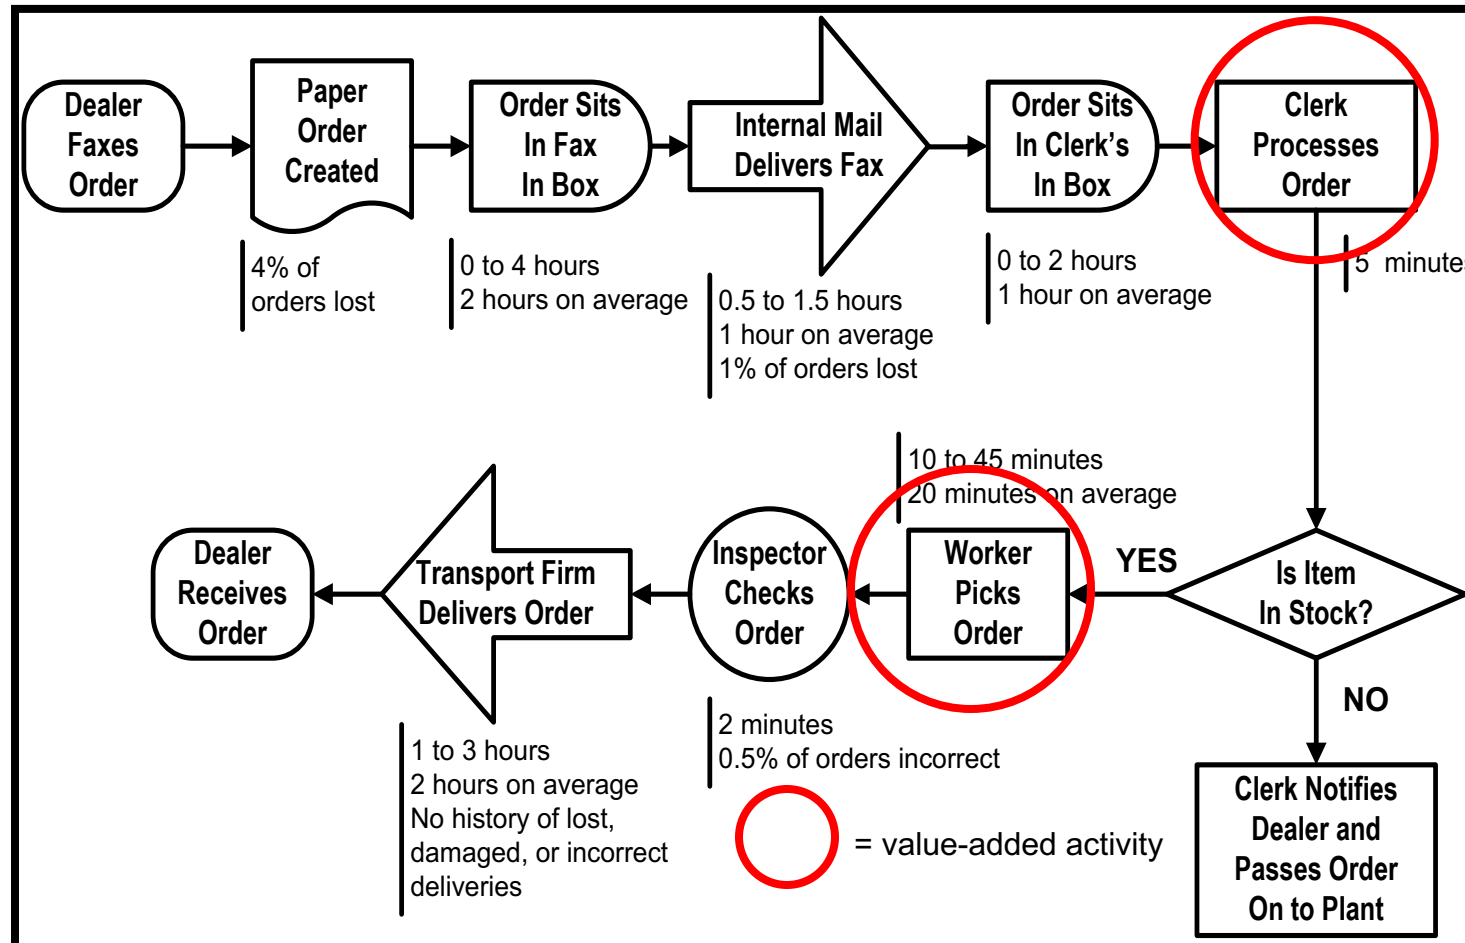 Dealer
Faxes
Order
Paper
Order
Created
Order Sits
In Fax
In Box
Internal Mail
Delivers Fax
Order Sits
In Clerk's
In Box
Clerk
Processes
Order
4% of
orders lost
0 to 4 hours
2 hours on average
0.5 to 1.5 hours
1 hour on average
1% of orders lost
0 to 2 hours
1 hour on average
5 minutes
Is Item
In Stock?
YES
NO
Clerk Notifies
Dealer and
Passes Order
On to Plant
10 to 45 minutes
20 minutes on average
Worker
Picks
Order
Inspector
Checks
Order
2 minutes
0.5% of orders incorrect
Transport Firm
Delivers Order
1 to 3 hours
2 hours on average
No history of lost,
damaged, or incorrect
deliveries
Dealer
Receives
Order
= value-added activity